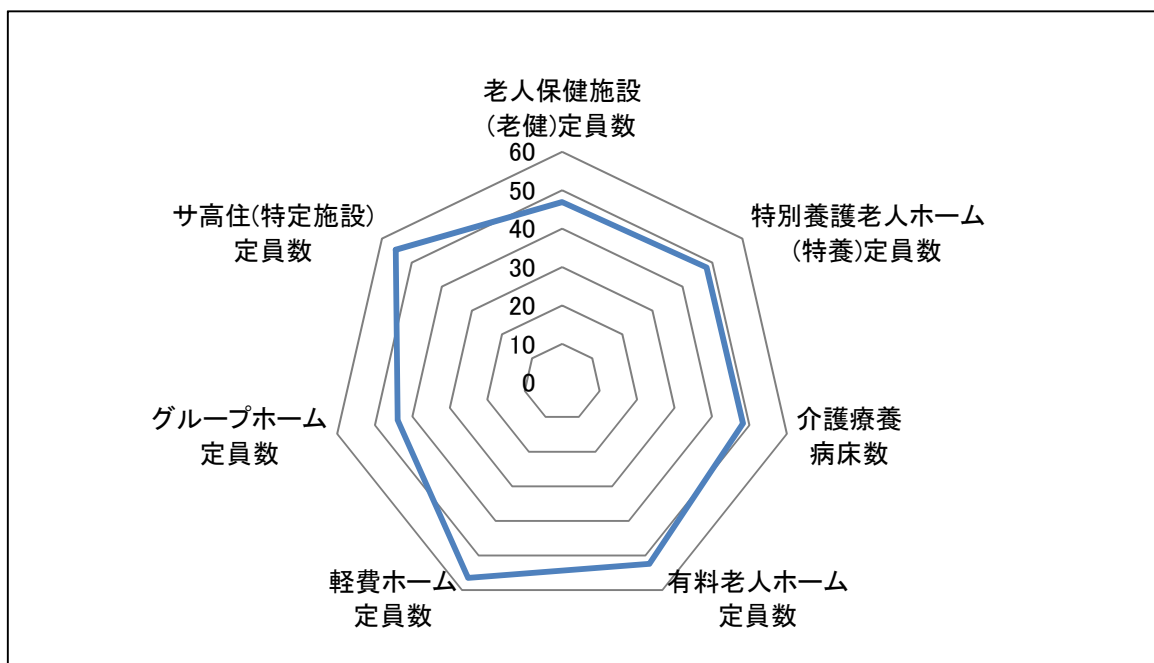 老人保健施設
(老健)定員数
60
50
40
30
20
10
0
特別養護老人ホーム
(特養)定員数
介護療養
病床数
有料老人ホーム
定員数
軽費ホーム
定員数
グループホーム
定員数
サ高住(特定施設)
定員数